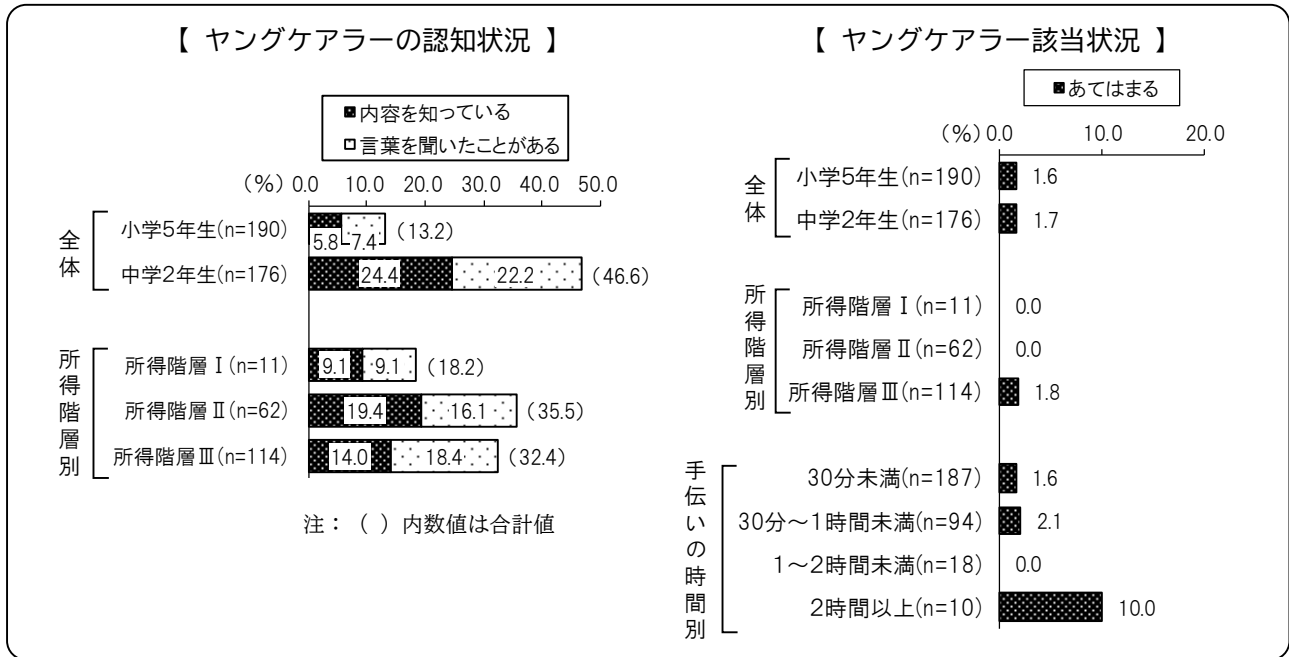 【 ヤングケアラーの認知状況 】
■内容を知っている
□言葉を聞いたことがある
(%) 0.0 10.0 20.0 30.0 40.0 50.0
全体
小学5年生(n=190) 5.8 7.4 (13.2)
中学2年生(n=176) 24.4 22.2 (46.6)
所得階層別
所得階層Ⅰ(n=11) 9.1 9.1 (18.2)
所得階層Ⅱ(n=62) 19.4 16.1 (35.5)
所得階層Ⅲ(n=114) 14.0 18.4 (32.4)
注:( )内数値は合計値
【 ヤングケアラー該当状況 】
■あてはまる
(%) 0.0 10.0 20.0
全体
小学5年生(n=190) 1.6
中学2年生(n=176) 1.7
所得階層別
所得階層Ⅰ(n=11) 0.0
所得階層Ⅱ(n=62) 0.0
所得階層Ⅲ(n=114) 1.8
手伝いの時間別
30分未満(n=187) 1.6
30分~1時間未満(n=94) 2.1
1~2時間未満(n=18) 0.0
2時間以上(n=10) 10.0